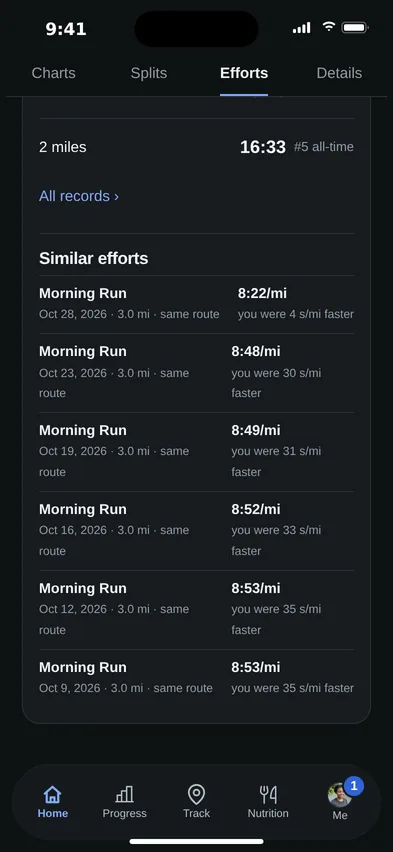 9:41
Charts Splits Efforts Details
2 miles 16:33 #5 all-time
All records ›
Similar efforts
Morning Run 8:22/mi
Oct 28, 2026 · 3.0 mi · same route you were 4 s/mi faster
Morning Run 8:48/mi
Oct 23, 2026 · 3.0 mi · same you were 30 s/mi
route faster
Morning Run 8:49/mi
Oct 19, 2026 · 3.0 mi · same you were 31 s/mi
route faster
Morning Run 8:52/mi
Oct 16, 2026 · 3.0 mi · same you were 33 s/mi
route faster
Morning Run 8:53/mi
Oct 12, 2026 · 3.0 mi · same you were 35 s/mi
route faster
Morning Run 8:53/mi
Oct 9, 2026 · 3.0 mi · same route you were 35 s/mi faster
1
Home Progress Track Nutrition Me